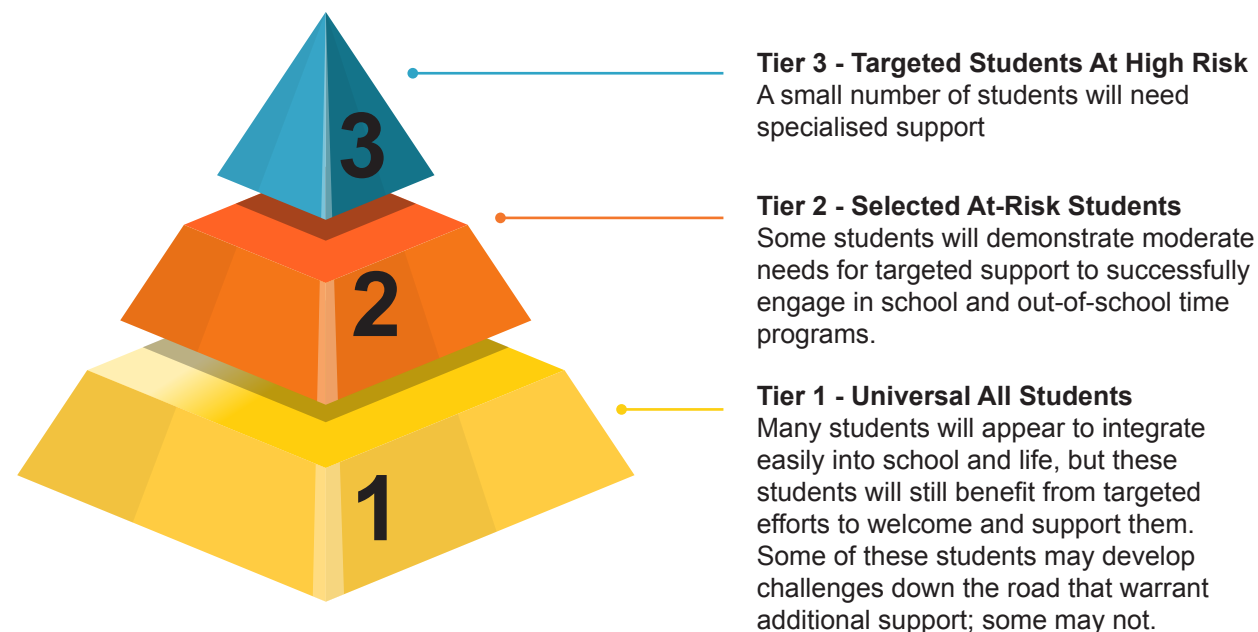 3
Tier 3 - Targeted Students At High Risk
A small number of students will need
specialised support
2
Tier 2 - Selected At-Risk Students
Some students will demonstrate moderate
needs for targeted support to successfully
engage in school and out-of-school time
programs.
1
Tier 1 - Universal All Students
Many students will appear to integrate
easily into school and life, but these
students will still benefit from targeted
efforts to welcome and support them.
Some of these students may develop
challenges down the road that warrant
additional support; some may not.